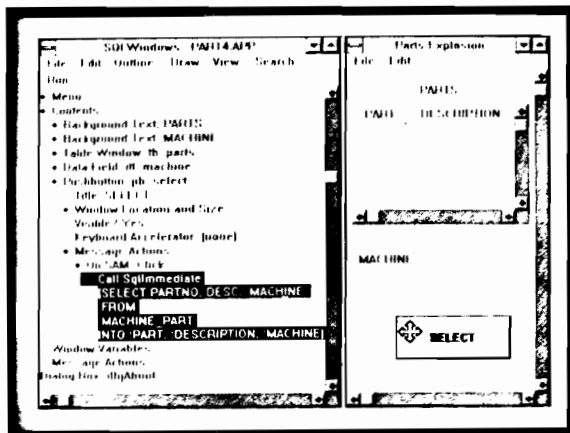 SQLWindows PART4.APP
File Edit Outline Draw View Search
Run
Menu
Contents
Background Text: PARTS
Background Text: MACHINE
Table Window: tb_parts
Data Field: df_machine
Pushbutton: pb_select
Title: SELECT
Window Location and Size
Visible? Yes
Keyboard Accelerator: (none)
Message Actions
On SAM_Click
Call SqlImmediate
SELECT PARTNO, DESC, MACHINE
FROM
MACHINE, PART
INTO :PART, :DESCRIPTION, :MACHINE)
Window Variables
Message Actions
Dialog Box: dlgAbout
Parts Explosion
File Edit
PARTS
PART DESCRIPTION
MACHINE
SELECT